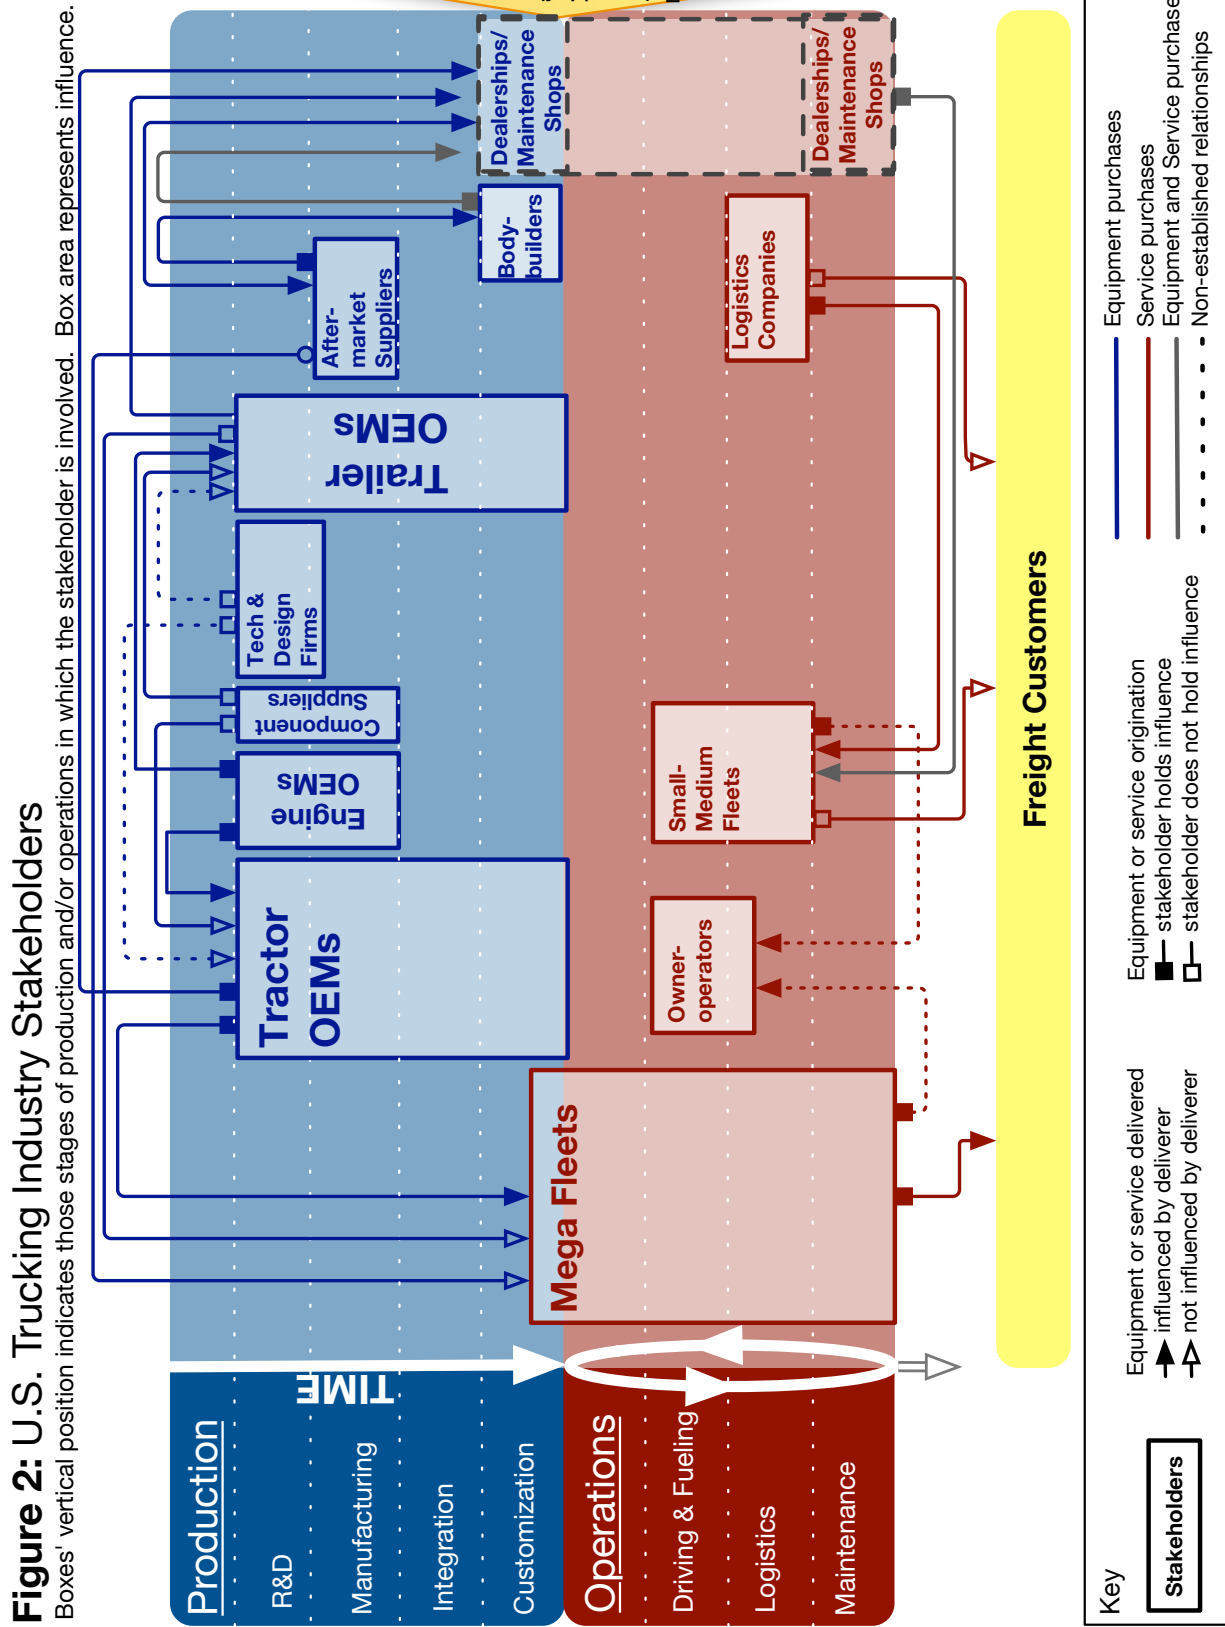 Figure 2: U.S. Trucking Industry Stakeholders
Boxes' vertical position indicates those stages of production and/or operations in which the stakeholder is involved. Box area represents influence.
Production
R&D
Manufacturing
Integration
Customization
TIME
Operations
Driving & Fueling
Logistics
Maintenance
Mega Fleets
Tractor
OEMs
Engine
OEMs
Component
Suppliers
Tech &
Design
Firms
Trailer
OEMs
After-
market
Suppliers
Body-
builders
Dealerships/
Maintenance
Shops
Owner-
operators
Small-
Medium
Fleets
Logistics
Companies
Dealerships/
Maintenance
Shops
Freight Customers
Key
Stakeholders
Equipment or service delivered
influenced by deliverer
not influenced by deliverer
Equipment or service origination
stakeholder holds influence
stakeholder does not hold influence
Equipment purchases
Service purchases
Equipment and Service purchase
Non-established relationships